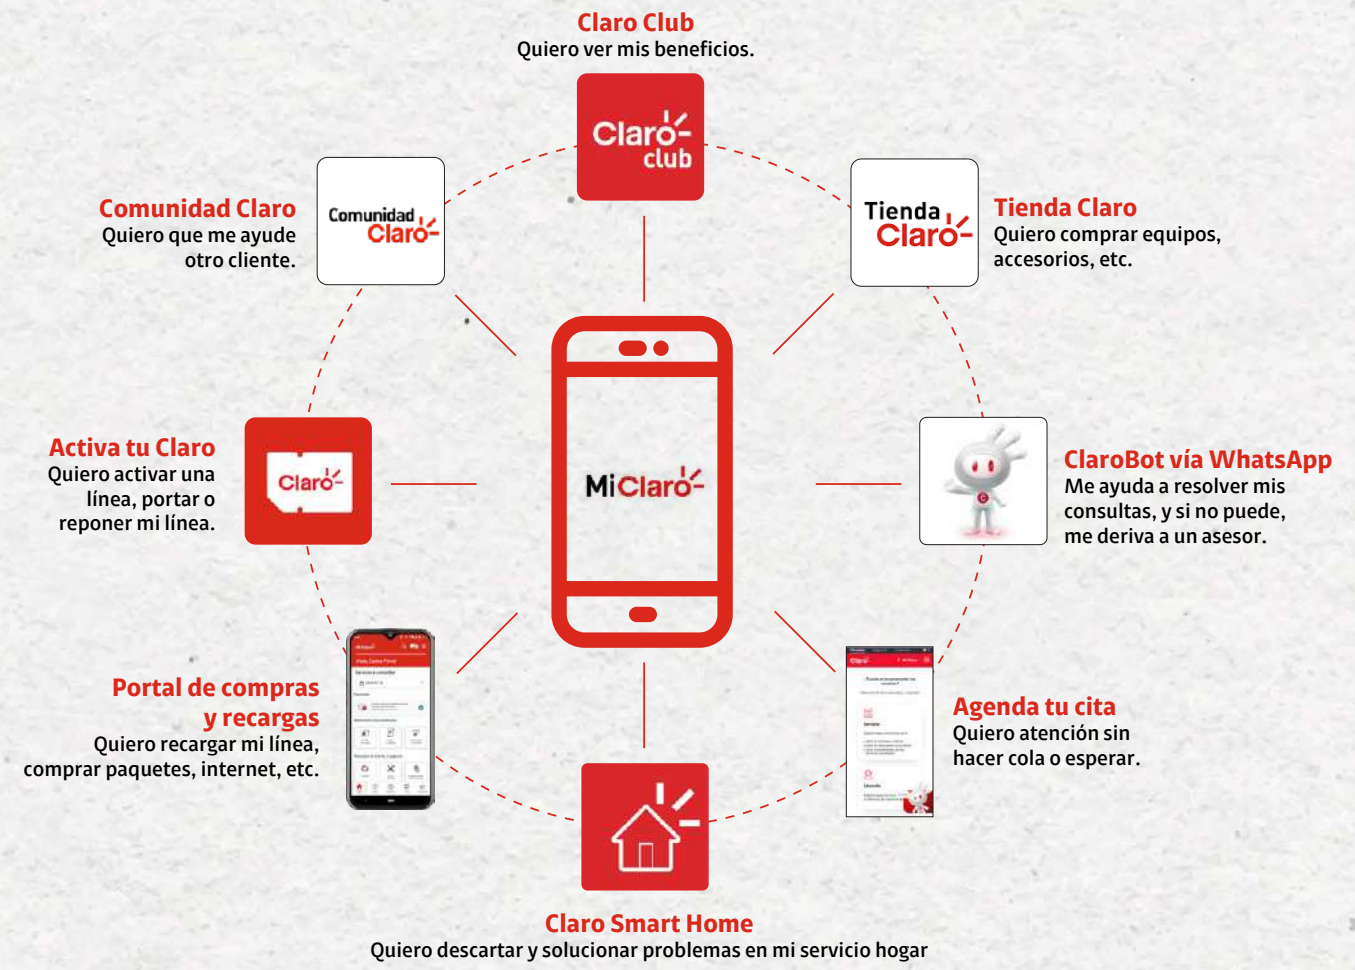 Claro Club
Quiero ver mis beneficios.
Claro
club
Comunidad Claro
Quiero que me ayude
otro cliente.
Comunidad
Claro
Tienda
Claro
Tienda Claro
Quiero comprar equipos,
accesorios, etc.
Activa tu Claro
Quiero activar una
línea, portar o
reponer mi línea.
Claro
MiClaro
ClaroBot vía WhatsApp
Me ayuda a resolver mis
consultas, y si no puede,
me deriva a un asesor.
Portal de compras
y recargas
Quiero recargar mi línea,
comprar paquetes, internet, etc.
Claro
Agenda tu cita
Quiero atención sin
hacer cola o esperar.
Claro Smart Home
Quiero descartar y solucionar problemas en mi servicio hogar